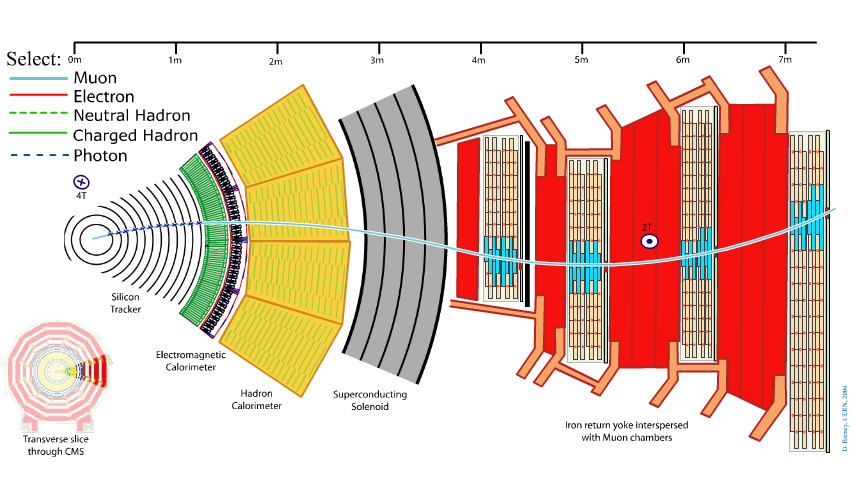 Select:
0m 1m 2m 3m 4m 5m 6m 7m
Muon
Electron
Neutral Hadron
Charged Hadron
Photon
4T
2T
Silicon
Tracker
Electromagnetic
Calorimeter
Hadron
Calorimeter
Superconducting
Solenoid
Iron return yoke interspersed
with Muon chambers
Transverse slice
through CMS
D. Barney, CERN, 2004